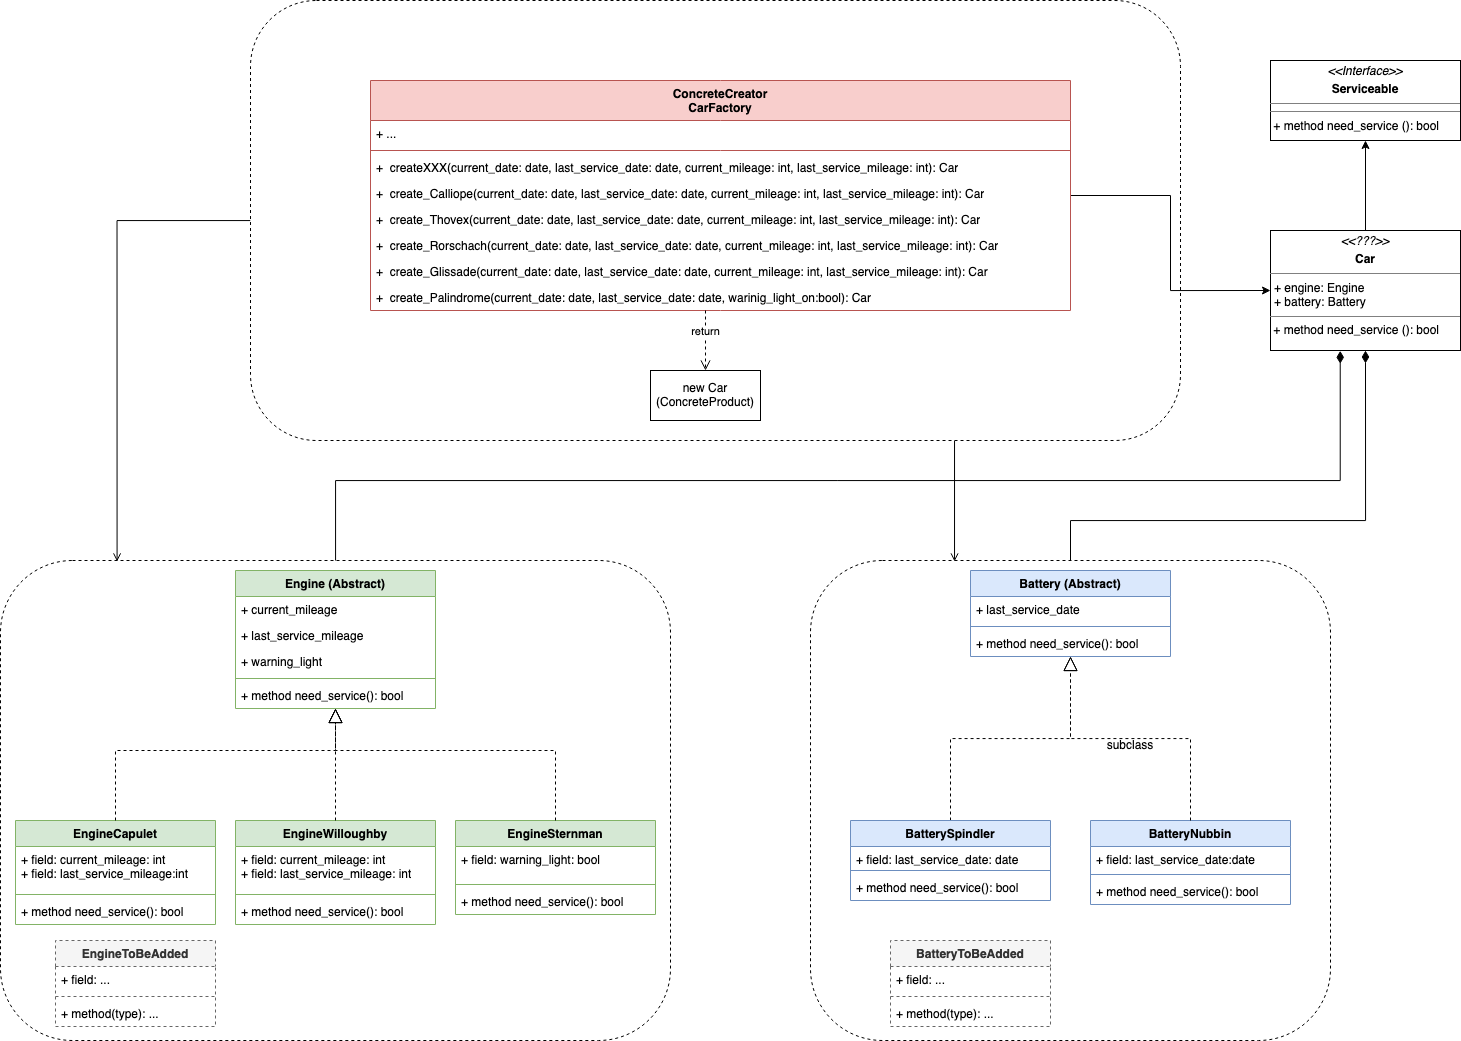 ConcreteCreator
CarFactory
+ ...
+ createXXX(current_date: date, last_service_date: date, current_mileage: int, last_service_mileage: int): Car
+ create_Calliope(current_date: date, last_service_date: date, current_mileage: int, last_service_mileage: int): Car
+ create_Thovex(current_date: date, last_service_date: date, current_mileage: int, last_service_mileage: int): Car
+ create_Rorschach(current_date: date, last_service_date: date, current_mileage: int, last_service_mileage: int): Car
+ create_Glissade(current_date: date, last_service_date: date, current_mileage: int, last_service_mileage: int): Car
+ create_Palindrome(current_date: date, last_service_date: date, warinig_light_on:bool): Car
return
new Car
(ConcreteProduct)
<<Interface>>
Serviceable
+ method need_service (): bool
<<???>>
Car
+ engine: Engine
+ battery: Battery
+ method need_service (): bool
Engine (Abstract)
+ current_mileage
+ last_service_mileage
+ warning_light
+ method need_service(): bool
EngineCapulet
+ field: current_mileage: int
+ field: last_service_mileage:int
+ method need_service(): bool
EngineWilloughby
+ field: current_mileage: int
+ field: last_service_mileage: int
+ method need_service(): bool
EngineSternman
+ field: warning_light: bool
+ method need_service(): bool
EngineToBeAdded
+ field: ...
+ method(type): ...
Battery (Abstract)
+ last_service_date
+ method need_service(): bool
subclass
BatterySpindler
+ field: last_service_date: date
+ method need_service(): bool
BatteryNubbin
+ field: last_service_date:date
+ method need_service(): bool
BatteryToBeAdded
+ field: ...
+ method(type): ...